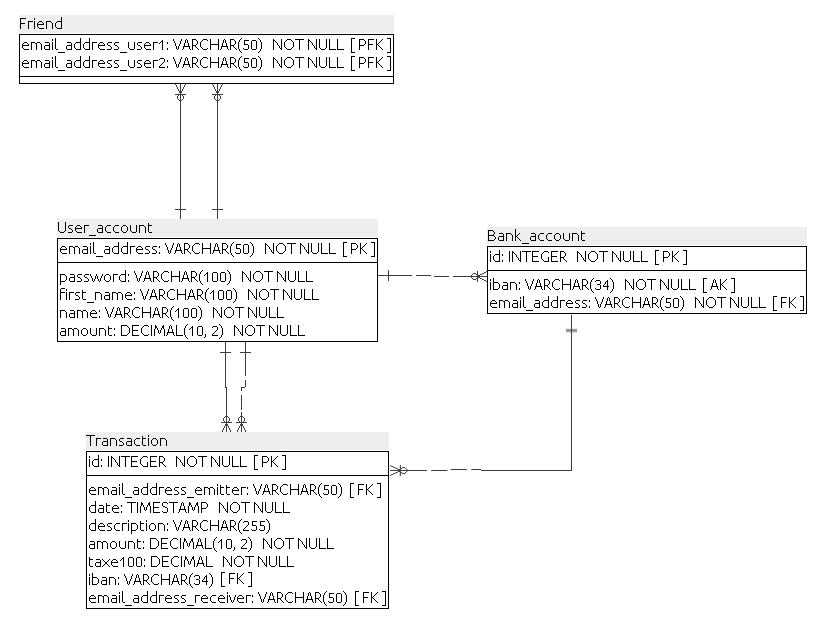 Friend
email_address_user1: VARCHAR(50) NOT NULL [ PFK ]
email_address_user2: VARCHAR(50) NOT NULL [ PFK ]
User_account
email_address: VARCHAR(50) NOT NULL [ PK ]
password: VARCHAR(100) NOT NULL
first_name: VARCHAR(100) NOT NULL
name: VARCHAR(100) NOT NULL
amount: DECIMAL(10, 2) NOT NULL
Bank_account
id: INTEGER NOT NULL [ PK ]
iban: VARCHAR(34) NOT NULL [ AK ]
email_address: VARCHAR(50) NOT NULL [ FK ]
Transaction
id: INTEGER NOT NULL [ PK ]
email_address_emitter: VARCHAR(50) [ FK ]
date: TIMESTAMP NOT NULL
description: VARCHAR(255)
amount: DECIMAL(10, 2) NOT NULL
taxe100: DECIMAL NOT NULL
iban: VARCHAR(34) [ FK ]
email_address_receiver: VARCHAR(50) [ FK ]